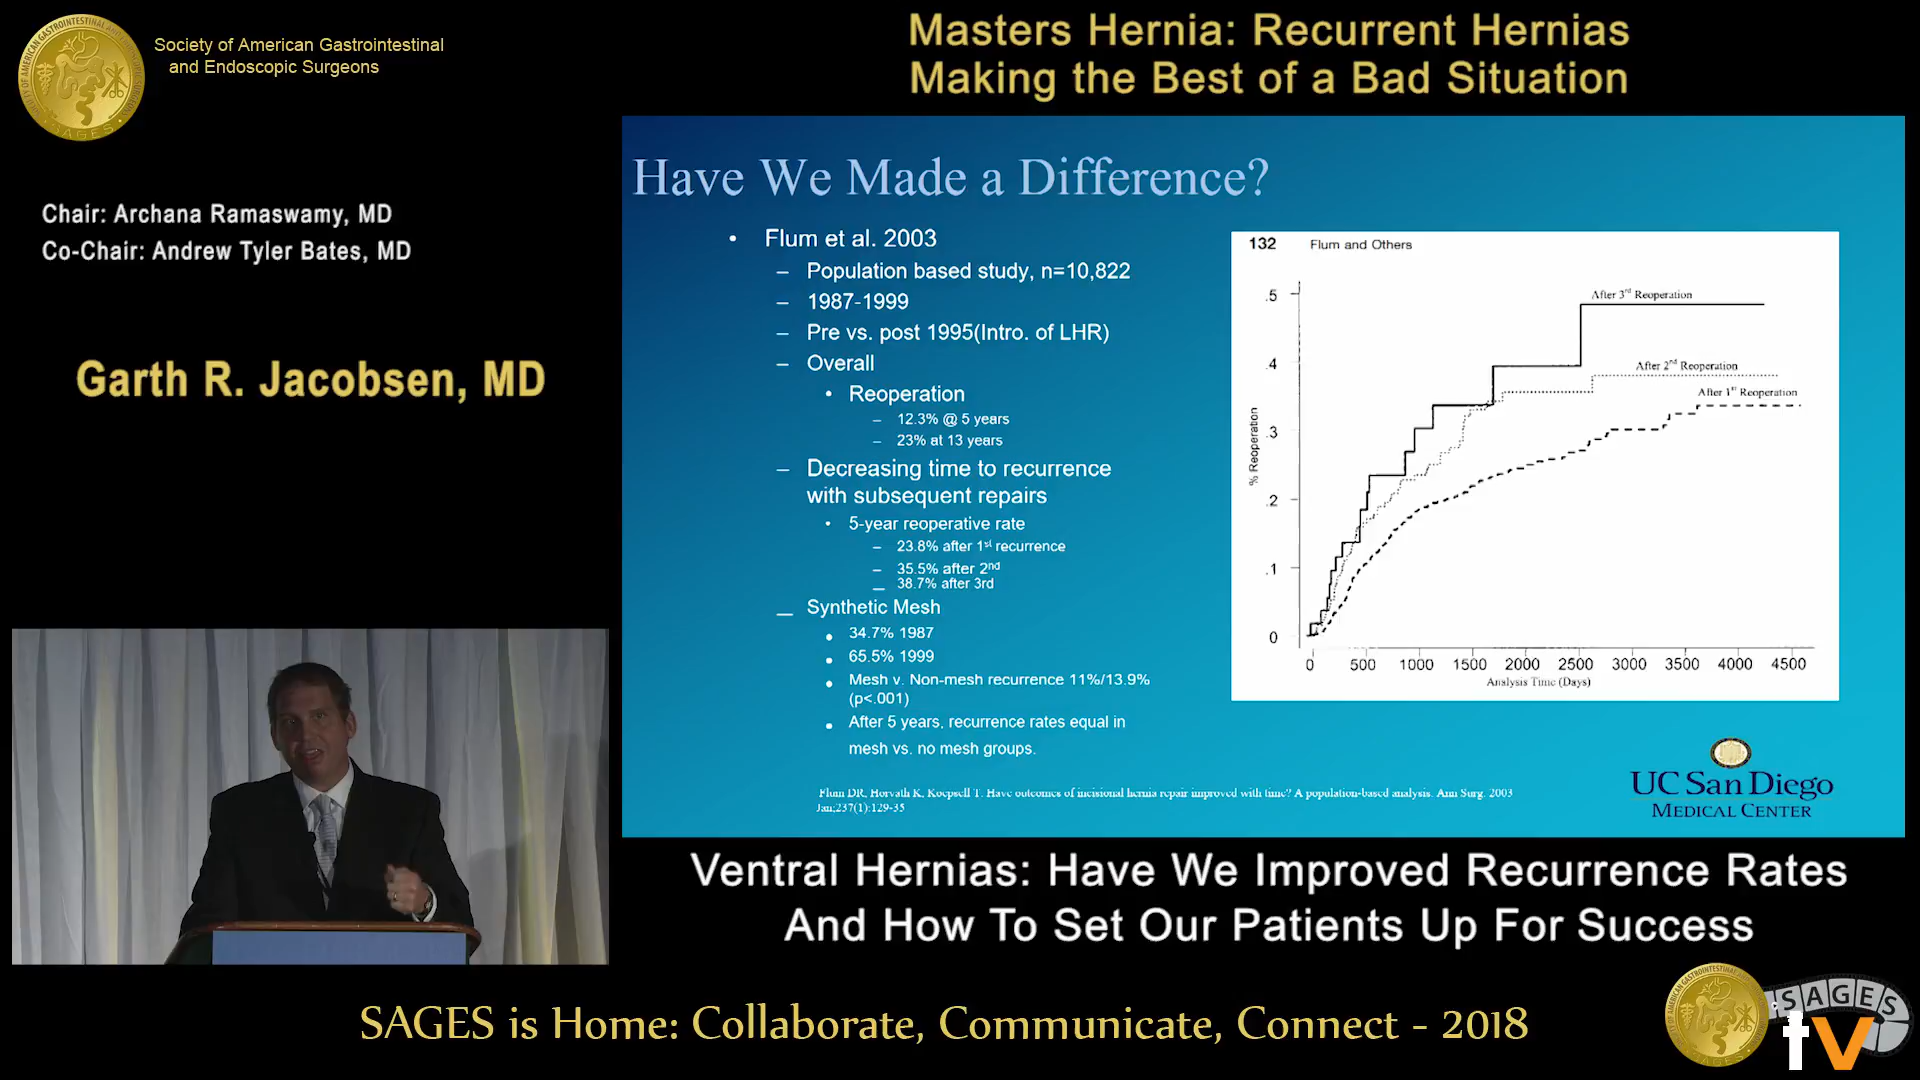 Society of American Gastrointestinal
and Endoscopic Surgeons
Masters Hernia: Recurrent Hernias
Making the Best of a Bad Situation
Chair: Archana Ramaswamy, MD
Co-Chair: Andrew Tyler Bates, MD
Garth R. Jacobsen, MD
Have We Made a Difference?
• Flum et al. 2003
– Population based study, n=10,822
– 1987-1999
– Pre vs. post 1995(Intro. of LHR)
– Overall
• Reoperation
– 12.3% @ 5 years
– 23% at 13 years
– Decreasing time to recurrence
with subsequent repairs
• 5-year reoperative rate
– 23.8% after 1st recurrence
– 35.5% after 2nd
– 38.7% after 3rd
– Synthetic Mesh
• 34.7% 1987
• 65.5% 1999
• Mesh v. Non-mesh recurrence 11%/13.9%
(p<.001)
• After 5 years, recurrence rates equal in
mesh vs. no mesh groups.
132 Flum and Others
After 3rd Reoperation
After 2nd Reoperation
After 1st Reoperation
% Reoperation
.5
.4
.3
.2
.1
0
0 500 1000 1500 2000 2500 3000 3500 4000 4500
Analysis Time (Days)
Flum DR, Horvath K, Koepsell T. Have outcomes of incisional hernia repair improved with time? A population-based analysis. Ann Surg. 2003
Jan;237(1):129-35
UC San Diego
MEDICAL CENTER
Ventral Hernias: Have We Improved Recurrence Rates
And How To Set Our Patients Up For Success
SAGES is Home: Collaborate, Communicate, Connect - 2018
SAGES
tv